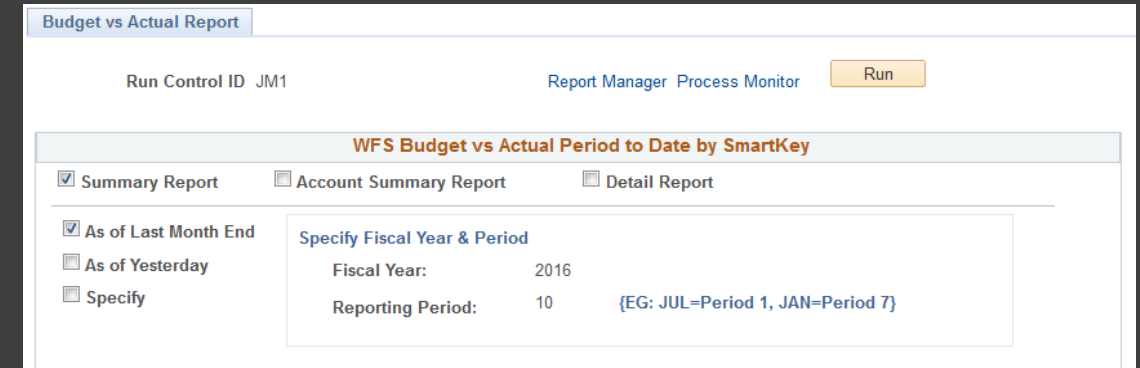 Budget vs Actual Report
Run Control ID JM1 Report Manager Process Monitor Run
WFS Budget vs Actual Period to Date by SmartKey
Summary Report Account Summary Report Detail Report
As of Last Month End
As of Yesterday
Specify
Specify Fiscal Year & Period
Fiscal Year: 2016
Reporting Period: 10 {EG: JUL=Period 1, JAN=Period 7}